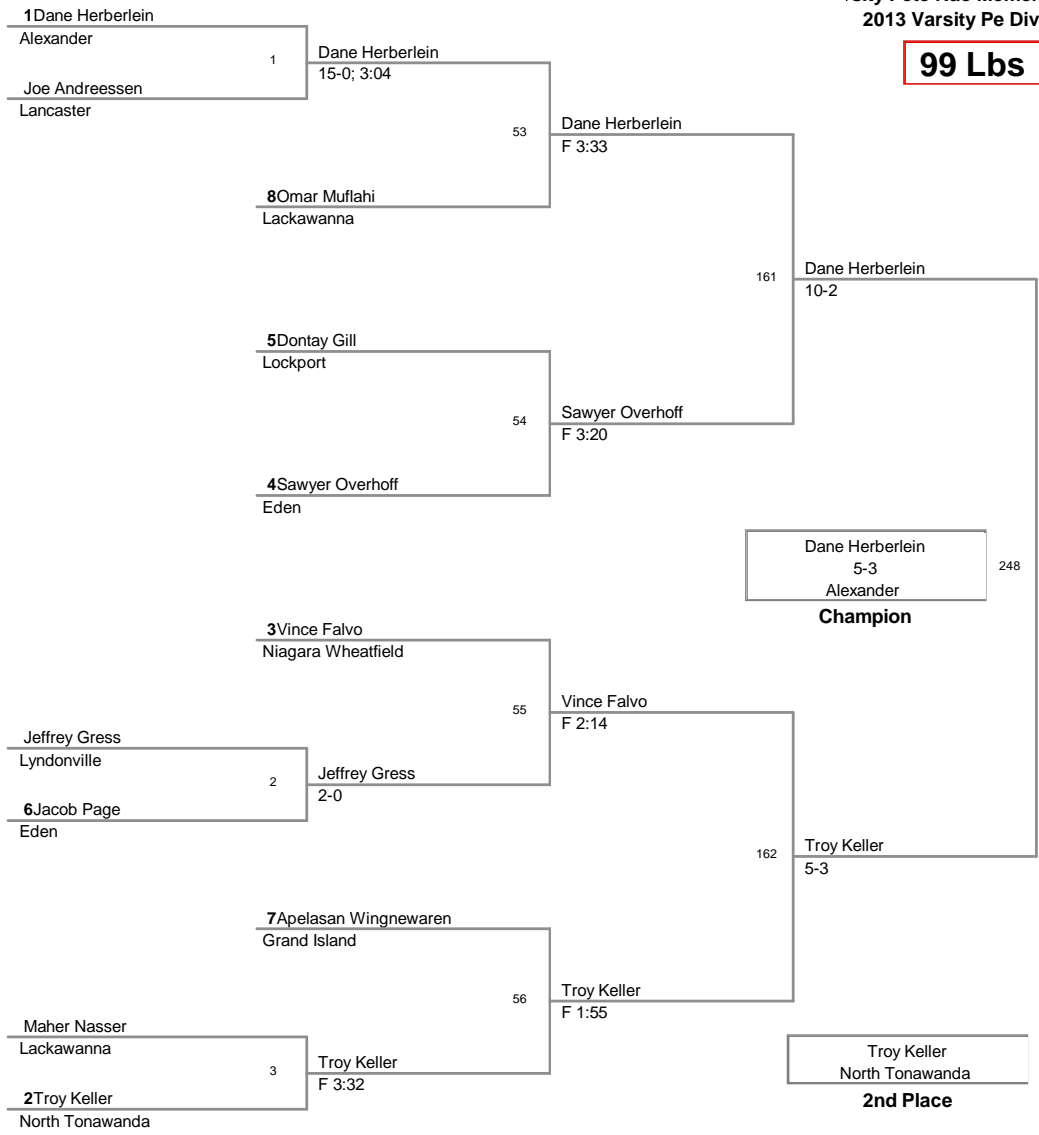 2013 Varsity Pe Div
99 Lbs
1Dane Herberlein
Alexander
1
Joe Andreessen
Lancaster
Dane Herberlein
15-0; 3:04
53
8Omar Muflahi
Lackawanna
Dane Herberlein
F 3:33
161
5Dontay Gill
Lockport
54
4Sawyer Overhoff
Eden
Sawyer Overhoff
F 3:20
Dane Herberlein
10-2
Dane Herberlein
5-3
Alexander
Champion
248
3Vince Falvo
Niagara Wheatfield
55
Jeffrey Gress
Lyndonville
2
6Jacob Page
Eden
Jeffrey Gress
2-0
Vince Falvo
F 2:14
162
Troy Keller
5-3
7Apelasan Wingnewaren
Grand Island
56
Maher Nasser
Lackawanna
3
2Troy Keller
North Tonawanda
Troy Keller
F 3:32
Troy Keller
F 1:55
Troy Keller
North Tonawanda
2nd Place